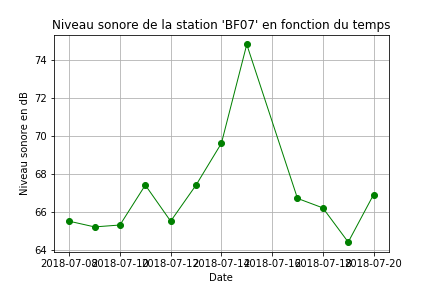 Niveau sonore de la station 'BF07' en fonction du temps
Niveau sonore en dB
74
72
70
68
66
64
2018-07-08 2018-07-10 2018-07-12 2018-07-14 2018-07-16 2018-07-18 2018-07-20
Date